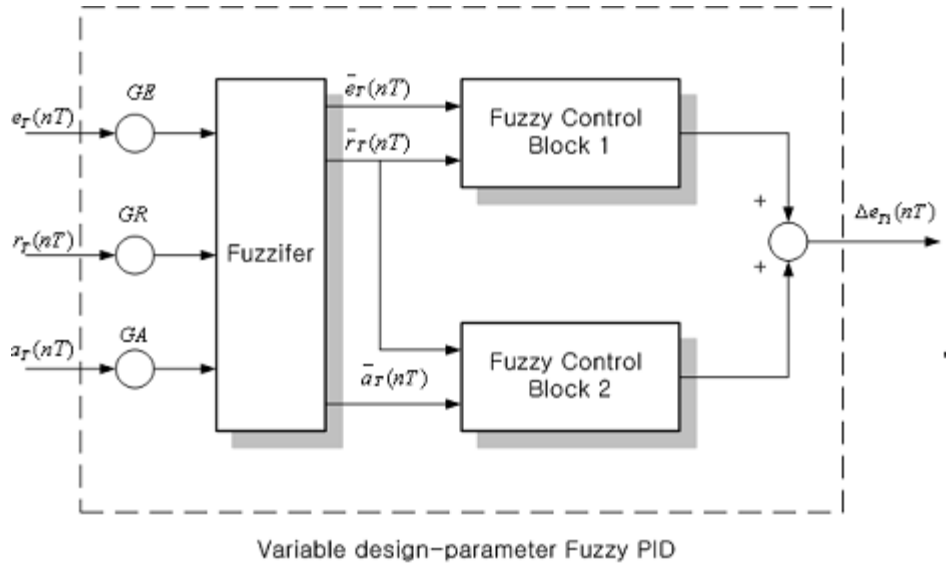 GE
e_T(nT)
GR
r_T(nT)
GA
a_T(nT)
Fuzzifer
ē_T(nT)
r̄_T(nT)
ā_T(nT)
Fuzzy Control
Block 1
Fuzzy Control
Block 2
+
+
Δe_Ti(nT)
Variable design-parameter Fuzzy PID